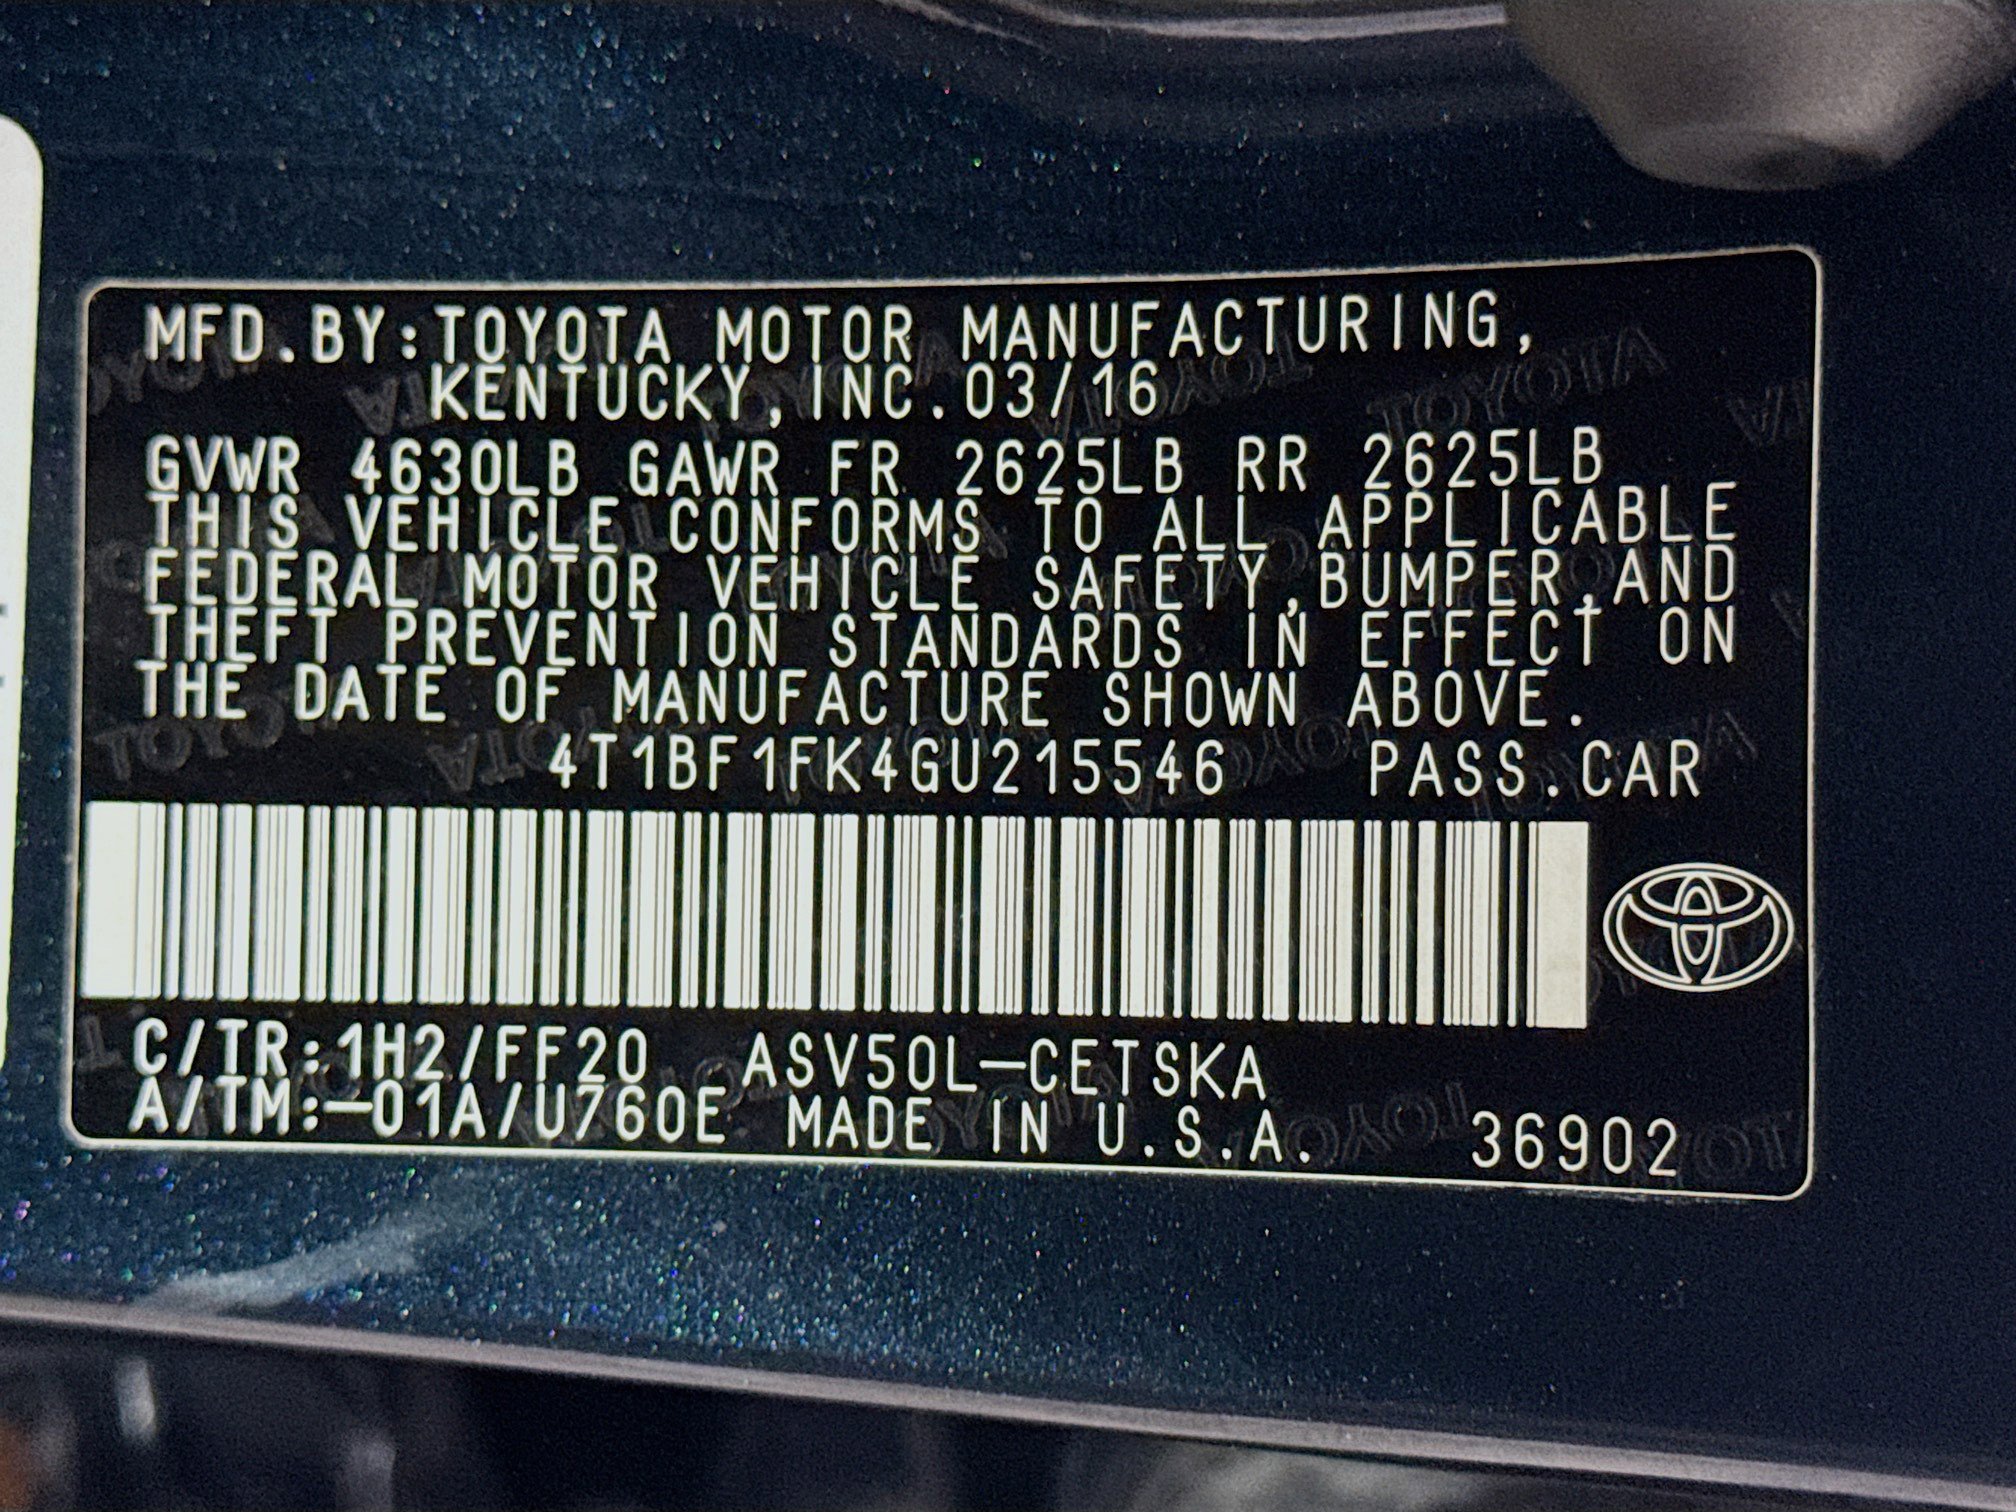 MFD.BY:TOYOTA MOTOR MANUFACTURING,
KENTUCKY,INC.03/16
GVWR 4630LB GAWR FR 2625LB RR 2625LB
THIS VEHICLE CONFORMS TO ALL APPLICABLE
FEDERAL MOTOR VEHICLE SAFETY,BUMPER,AND
THEFT PREVENTION STANDARDS IN EFFECT ON
THE DATE OF MANUFACTURE SHOWN ABOVE.
4T1BF1FK4GU215546 PASS.CAR
C/TR:1H2/FF20 ASV50L-CETSKA
A/TM:-01A/U760E MADE IN U.S.A. 36902